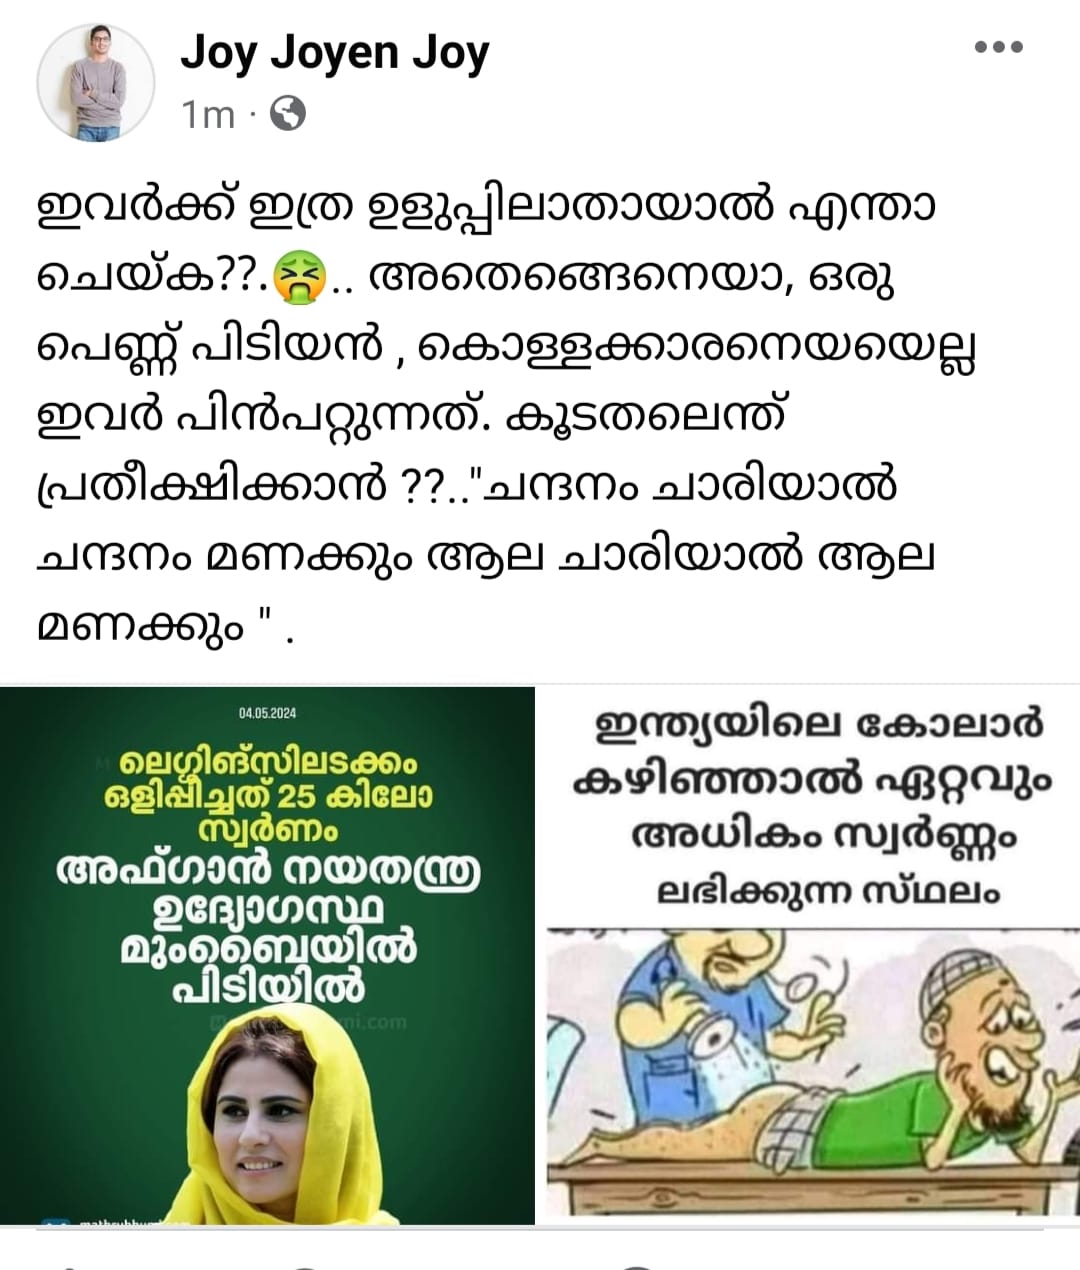 Joy Joyen Joy
1m ·
ഇവർക്ക് ഇത്ര ഉളുപ്പിലാതായാൽ എന്താ
ചെയ്ക??.🤮.. അതെങ്ങെനെയാ, ഒരു
പെണ്ണ് പിടിയൻ , കൊള്ളക്കാരനെയയെല്ല
ഇവർ പിൻപറ്റുന്നത്. കൂടതലെന്ത്
പ്രതീക്ഷിക്കാൻ ??.."ചന്ദനം ചാരിയാൽ
ചന്ദനം മണക്കും ആല ചാരിയാൽ ആല
മണക്കും " .
04.05.2024
ലെഗ്ഗിങ്സിലടക്കം
ഒളിപ്പിച്ചത് 25 കിലോ
സ്വർണം
അഫ്ഗാൻ നയതന്ത്ര
ഉദ്യോഗസ്ഥ
മുംബൈയിൽ
പിടിയിൽ
ഇന്ത്യയിലെ കോലാർ
കഴിഞ്ഞാൽ ഏറ്റവും
അധികം സ്വർണ്ണം
ലഭിക്കുന്ന സ്ഥലം